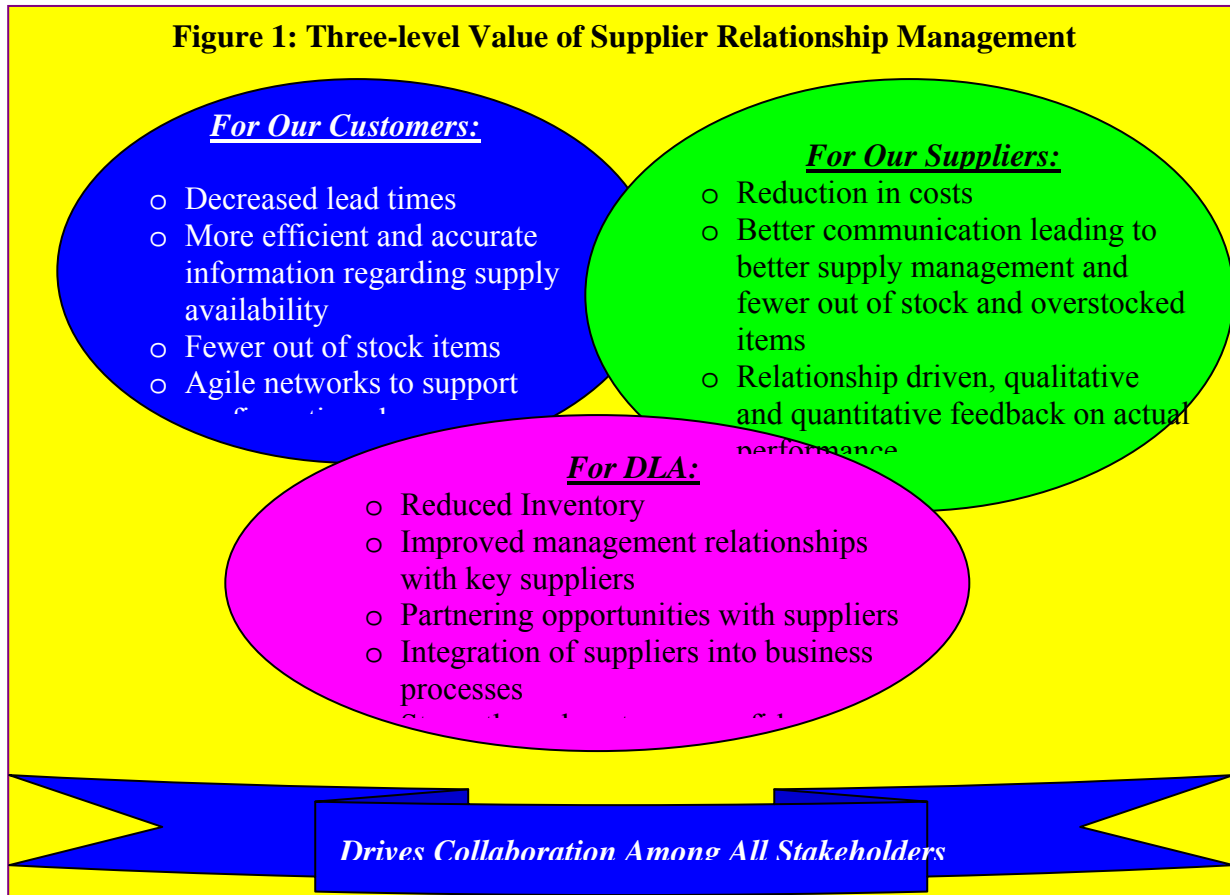 Figure 1: Three-level Value of Supplier Relationship Management
For Our Customers:
o Decreased lead times
o More efficient and accurate
information regarding supply
availability
o Fewer out of stock items
o Agile networks to support
For Our Suppliers:
o Reduction in costs
o Better communication leading to
better supply management and
fewer out of stock and overstocked
items
o Relationship driven, qualitative
and quantitative feedback on actual
performance
For DLA:
o Reduced Inventory
o Improved management relationships
with key suppliers
o Partnering opportunities with suppliers
o Integration of suppliers into business
processes
Drives Collaboration Among All Stakeholders